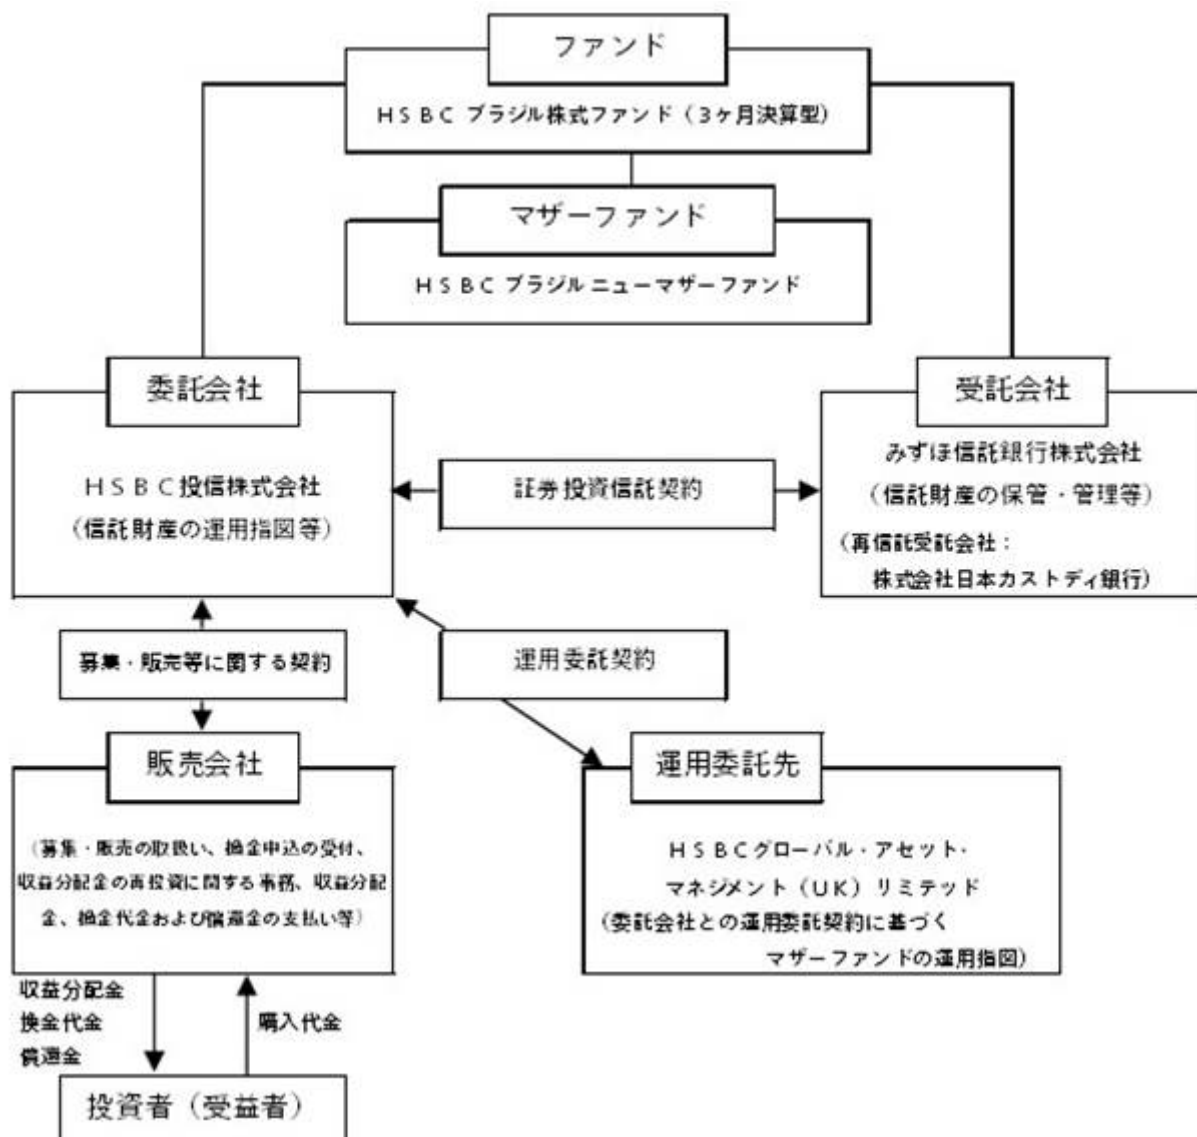 ファンド
HSBC ブラジル株式ファンド（3ヶ月決算型）
マザーファンド
HSBC ブラジル ニューマザーファンド
委託会社
HSBC投信株式会社
（信託財産の運用指図等）
証券投資信託契約
受託会社
みずほ信託銀行株式会社
（信託財産の保管・管理等）
（再信託受託会社：
株式会社日本カストディ銀行）
募集・販売等に関する契約
運用委託契約
販売会社
（募集・販売の取扱い、換金申込の受付、
収益分配金の再投資に関する事務、収益分配
金、換金代金および償還金の支払い等）
運用委託先
HSBCグローバル・アセット・
マネジメント（UK）リミテッド
（委託会社との運用委託契約に基づく
マザーファンドの運用指図）
収益分配金
換金代金
償還金
購入代金
投資者（受益者）